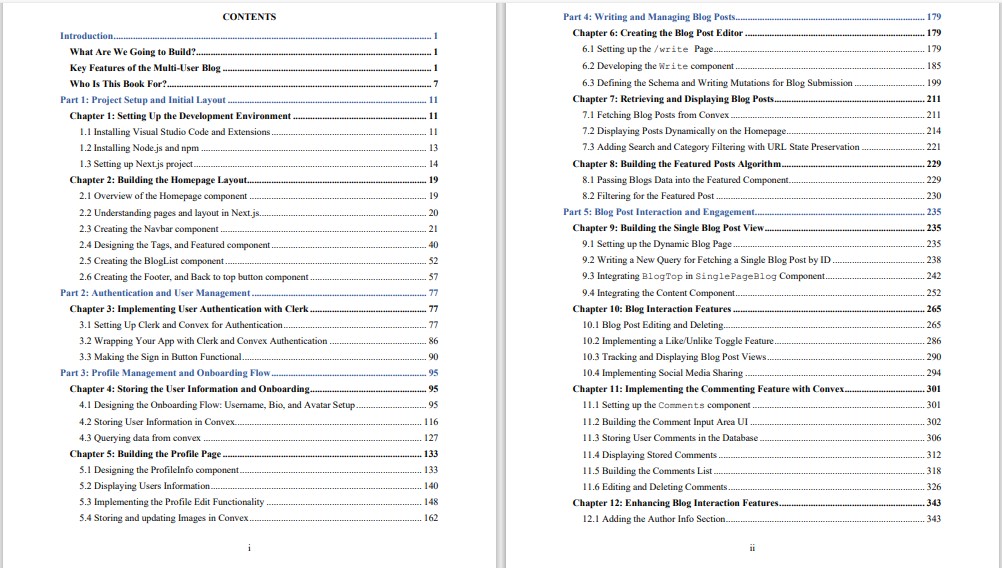 CONTENTS
Introduction 1
What Are We Going to Build? 1
Key Features of the Multi-User Blog 1
Who Is This Book For? 7
Part 1: Project Setup and Initial Layout 11
Chapter 1: Setting Up the Development Environment 11
1.1 Installing Visual Studio Code and Extensions 11
1.2 Installing Node.js and npm 13
1.3 Setting up Next.js project 14
Chapter 2: Building the Homepage Layout 19
2.1 Overview of the Homepage component 19
2.2 Understanding pages and layout in Next.js 20
2.3 Creating the Navbar component 21
2.4 Designing the Tags, and Featured component 40
2.5 Creating the BlogList component 52
2.6 Creating the Footer, and Back to top button component 57
Part 2: Authentication and User Management 77
Chapter 3: Implementing User Authentication with Clerk 77
3.1 Setting Up Clerk and Convex for Authentication 77
3.2 Wrapping Your App with Clerk and Convex Authentication 86
3.3 Making the Sign in Button Functional 90
Part 3: Profile Management and Onboarding Flow 95
Chapter 4: Storing the User Information and Onboarding 95
4.1 Designing the Onboarding Flow: Username, Bio, and Avatar Setup 95
4.2 Storing User Information in Convex 116
4.3 Querying data from convex 127
Chapter 5: Building the Profile Page 133
5.1 Designing the ProfileInfo component 133
5.2 Displaying Users Information 140
5.3 Implementing the Profile Edit Functionality 148
5.4 Storing and updating Images in Convex 162
i
Part 4: Writing and Managing Blog Posts 179
Chapter 6: Creating the Blog Post Editor 179
6.1 Setting up the /write Page 179
6.2 Developing the Write component 185
6.3 Defining the Schema and Writing Mutations for Blog Submission 199
Chapter 7: Retrieving and Displaying Blog Posts 211
7.1 Fetching Blog Posts from Convex 211
7.2 Displaying Posts Dynamically on the Homepage 214
7.3 Adding Search and Category Filtering with URL State Preservation 221
Chapter 8: Building the Featured Posts Algorithm 229
8.1 Passing Blogs Data into the Featured Component 229
8.2 Filtering for the Featured Post 230
Part 5: Blog Post Interaction and Engagement 235
Chapter 9: Building the Single Blog Post View 235
9.1 Setting up the Dynamic Blog Page 235
9.2 Writing a New Query for Fetching a Single Blog Post by ID 238
9.3 Integrating BlogTop in SinglePageBlog Component 242
9.4 Integrating the Content Component 252
Chapter 10: Blog Interaction Features 265
10.1 Blog Post Editing and Deleting 265
10.2 Implementing a Like/Unlike Toggle Feature 286
10.3 Tracking and Displaying Blog Post Views 290
10.4 Implementing Social Media Sharing 294
Chapter 11: Implementing the Commenting Feature with Convex 301
11.1 Setting up the Comments component 301
11.2 Building the Comment Input Area UI 302
11.3 Storing User Comments in the Database 306
11.4 Displaying Stored Comments 312
11.5 Building the Comments List 318
11.6 Editing and Deleting Comments 326
Chapter 12: Enhancing Blog Interaction Features 343
12.1 Adding the Author Info Section 343
ii